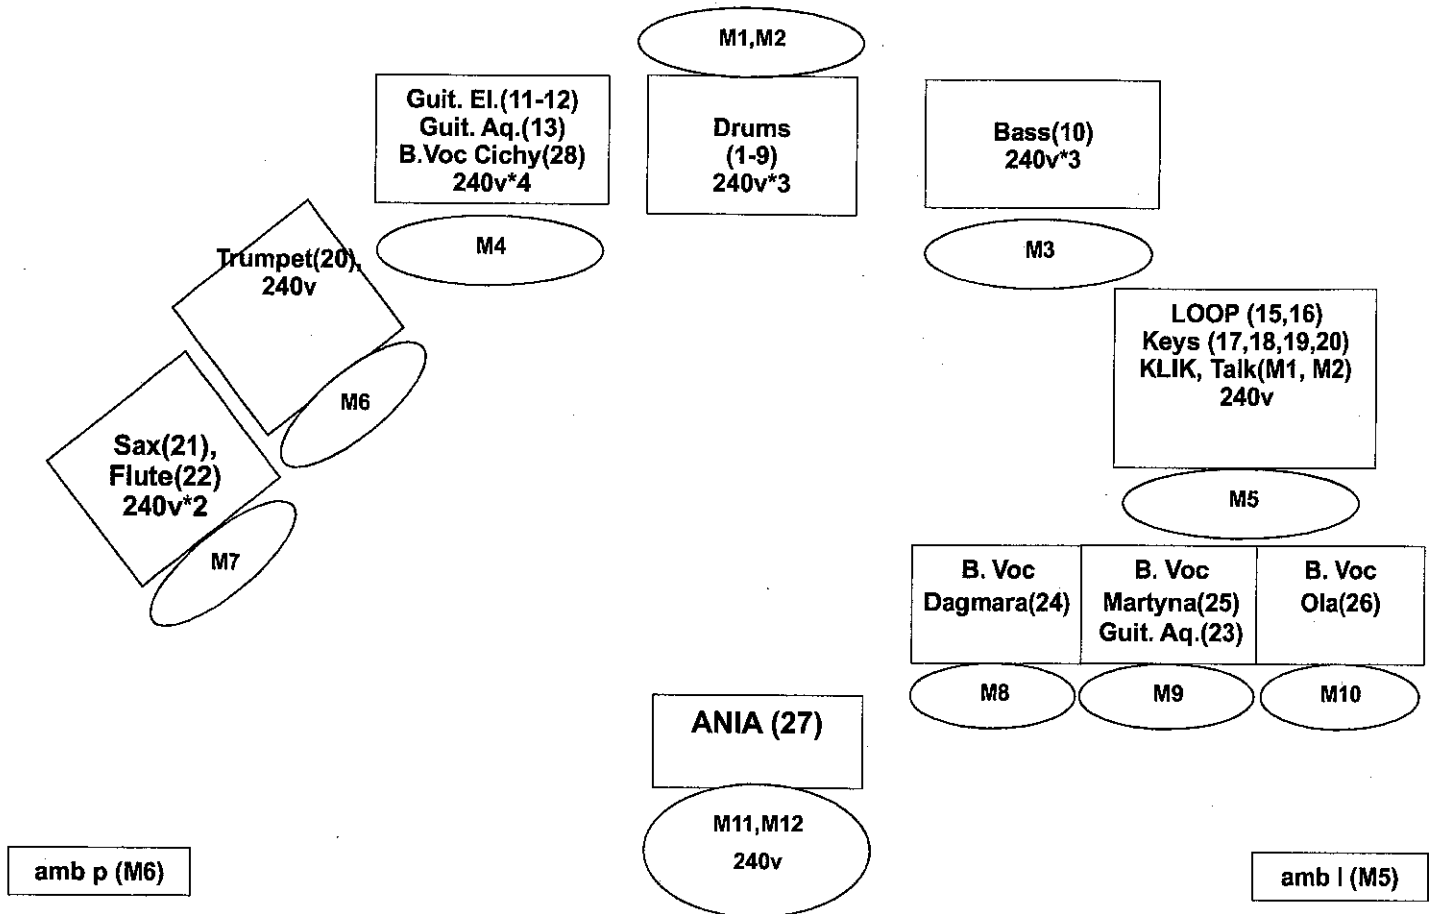 M1,M2
Guit. El.(11-12)
Guit. Aq.(13)
B.Voc Cichy(28)
240v*4
Drums
(1-9)
240v*3
Bass(10)
240v*3
M4
M3
Trumpet(20),
240v
M6
LOOP (15,16)
Keys (17,18,19,20)
KLIK, Talk(M1, M2)
240v
M5
Sax(21),
Flute(22)
240v*2
M7
B. Voc
Dagmara(24)
B. Voc
Martyna(25)
Guit. Aq.(23)
B. Voc
Ola(26)
M8
M9
M10
ANIA (27)
M11,M12
240v
amb p (M6)
amb l (M5)